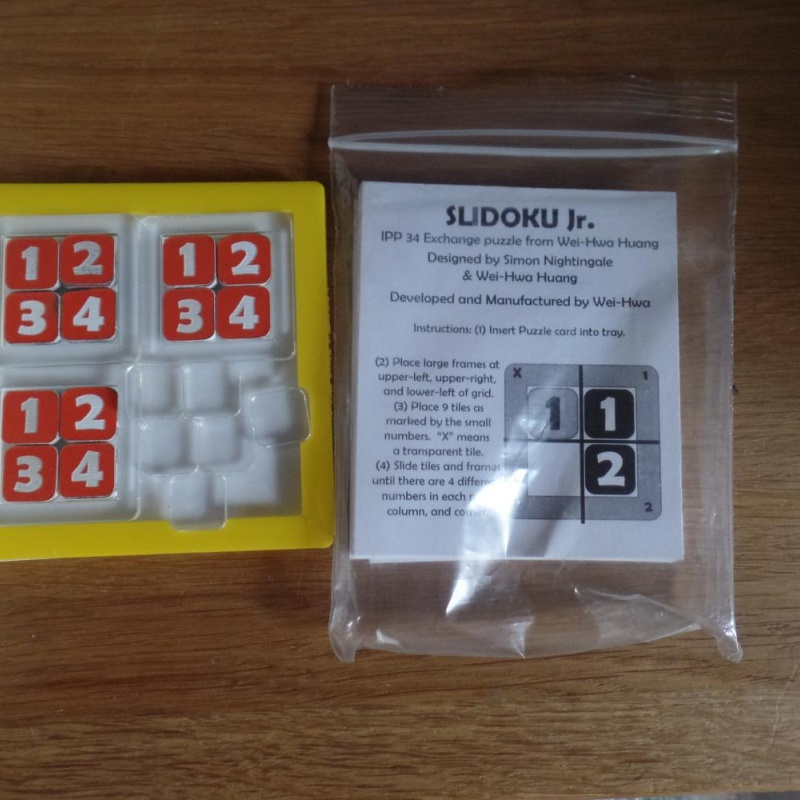 1 2 1 2
3 4 3 4
1 2
3 4
SLIDOKU Jr.
IPP 34 Exchange puzzle from Wei-Hwa Huang
Designed by Simon Nightingale
& Wei-Hwa Huang
Developed and Manufactured by Wei-Hwa
Instructions: (1) Insert Puzzle card into tray.
(2) Place large frames at
upper-left, upper-right,
and lower-left of grid.
(3) Place 9 tiles as
marked by the small
numbers. "X" means
a transparent tile.
(4) Slide tiles and frames
until there are 4 different
numbers in each
column, and
X 1
1 1
2
2